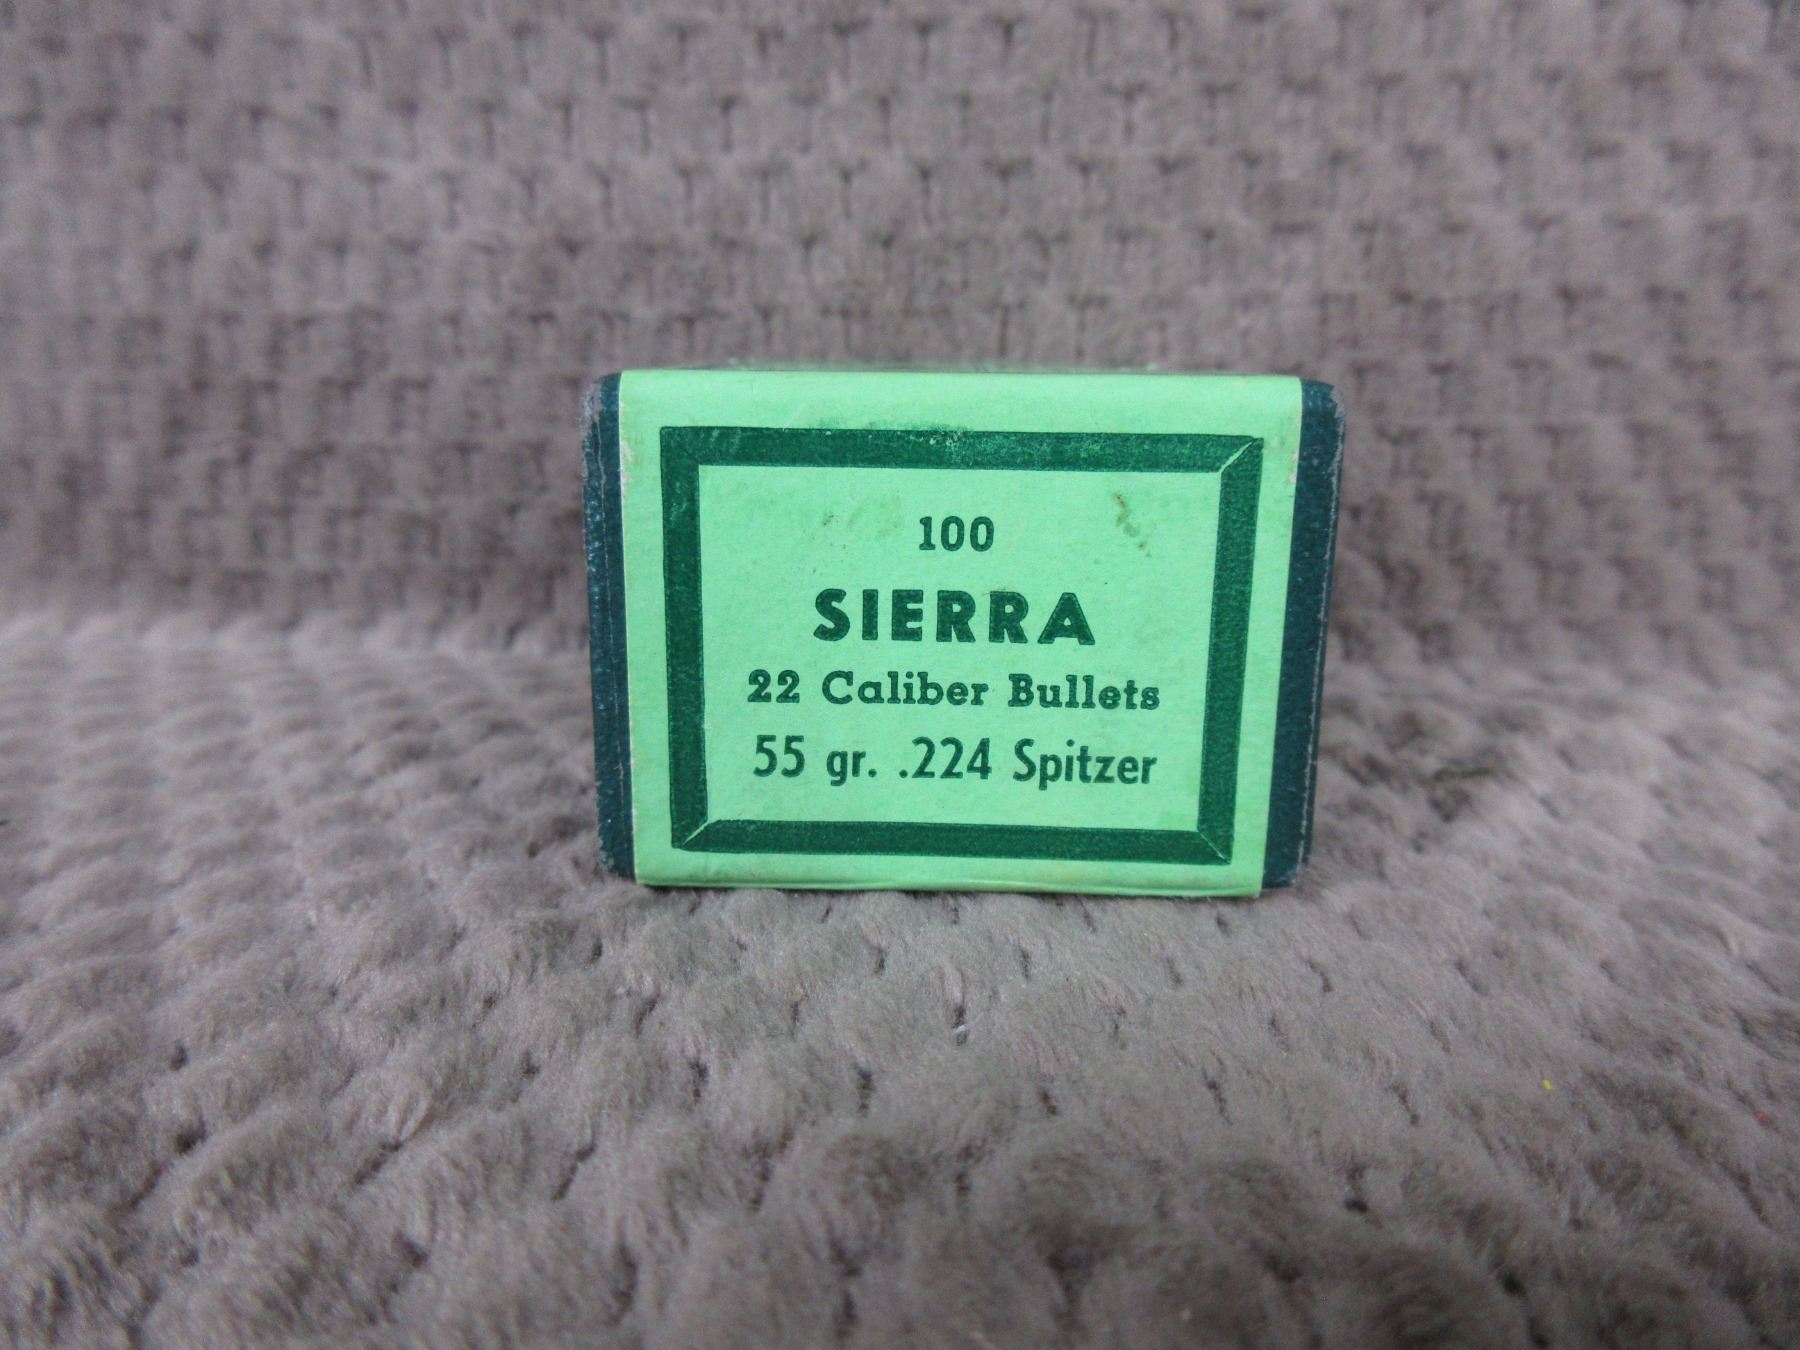 100
SIERRA
22 Caliber Bullets
55 gr. .224 Spitzer